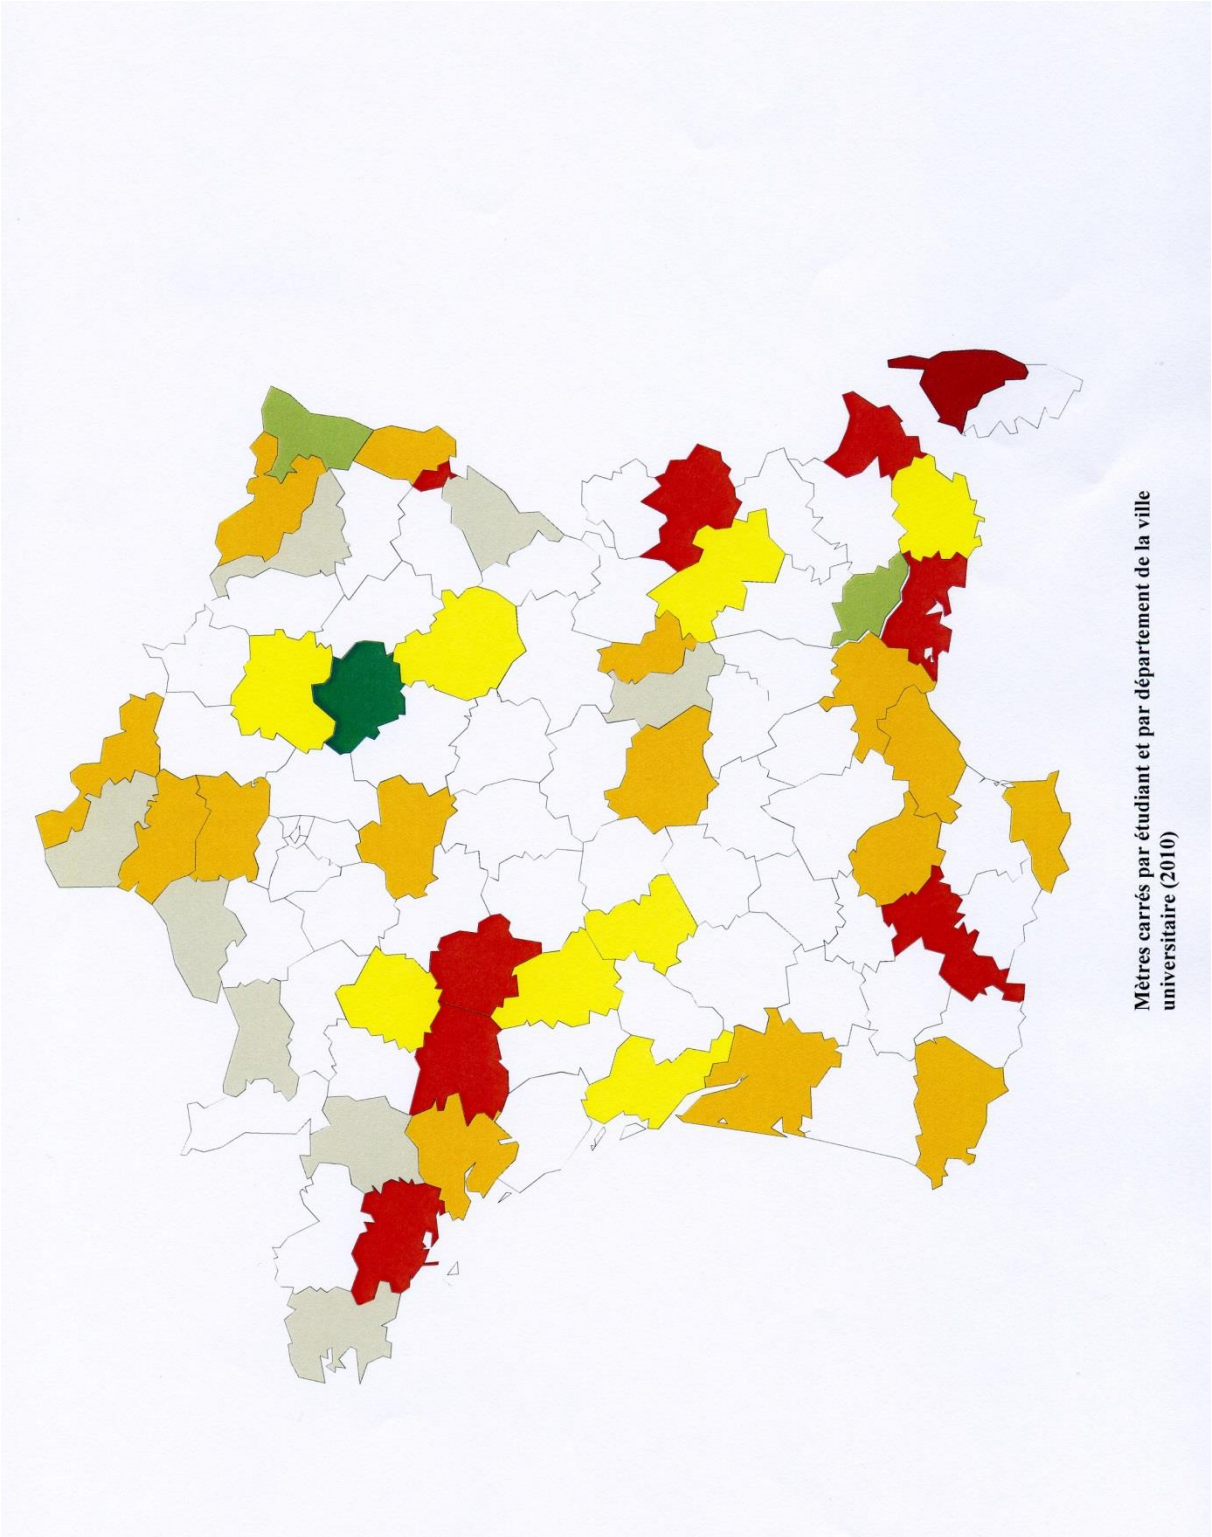 Mètres carrés par étudiant et par département de la ville
universitaire (2010)